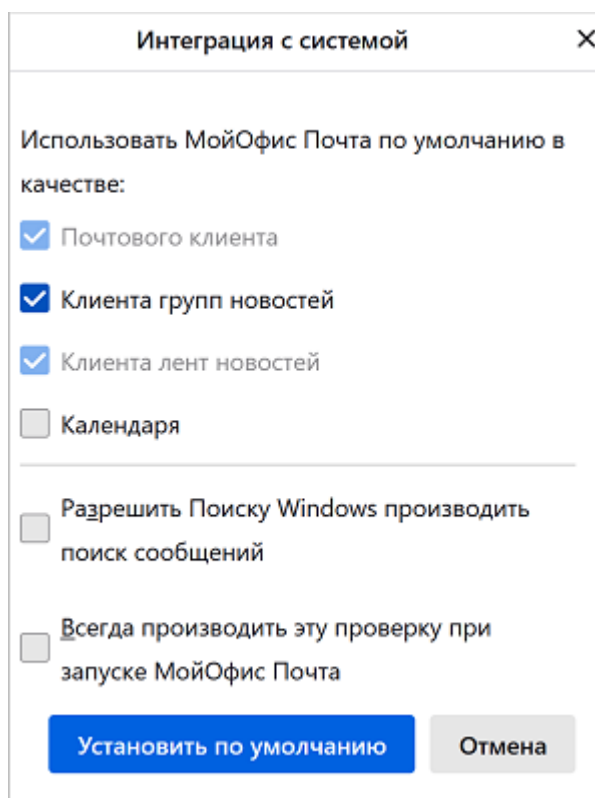 Интеграция с системой
Использовать МойОфис Почта по умолчанию в
качестве:
Почтового клиента
Клиента групп новостей
Клиента лент новостей
Календаря
Разрешить Поиску Windows производить
поиск сообщений
Всегда производить эту проверку при
запуске МойОфис Почта
Установить по умолчанию Отмена